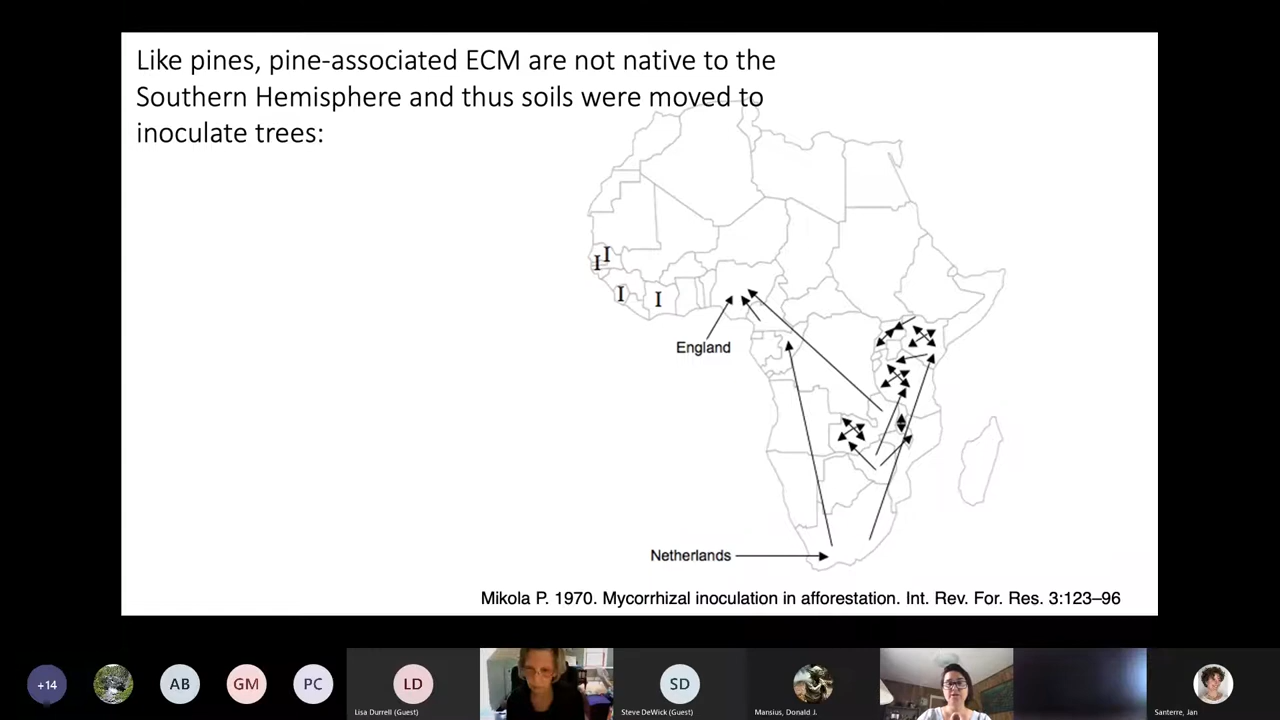 Like pines, pine-associated ECM are not native to the
Southern Hemisphere and thus soils were moved to
inoculate trees:
I
I
I
I
England
Netherlands
Mikola P. 1970. Mycorrhizal inoculation in afforestation. Int. Rev. For. Res. 3:123–96
+14
AB
GM
PC
LD
SD
Lisa Durrell (Guest)
Steve DeWick (Guest)
Mansius, Donald J.
Santerre, Jan